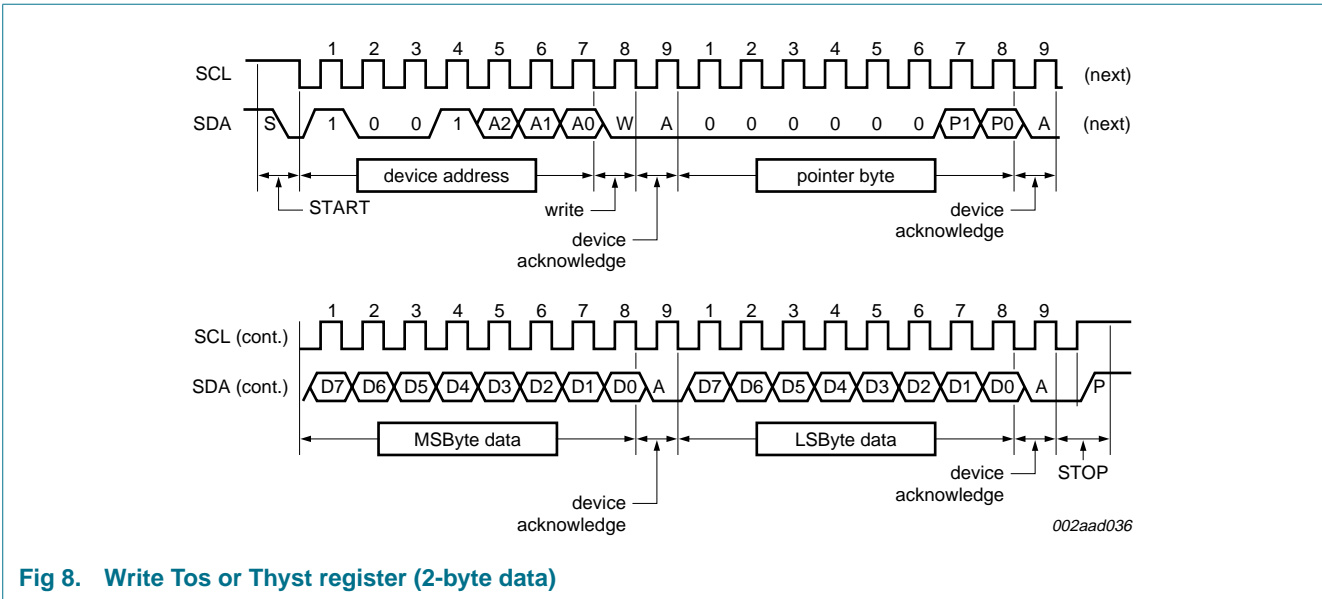 1 2 3 4 5 6 7 8 9 1 2 3 4 5 6 7 8 9
SCL (next)
SDA S 1 0 0 1 A2 A1 A0 W A 0 0 0 0 0 0 P1 P0 A (next)
device address pointer byte
START write device
device acknowledge
acknowledge
1 2 3 4 5 6 7 8 9 1 2 3 4 5 6 7 8 9
SCL (cont.)
SDA (cont.) D7 D6 D5 D4 D3 D2 D1 D0 A D7 D6 D5 D4 D3 D2 D1 D0 A P
MSByte data LSByte data
device STOP
acknowledge
device
acknowledge
002aad036
Fig 8. Write Tos or Thyst register (2-byte data)